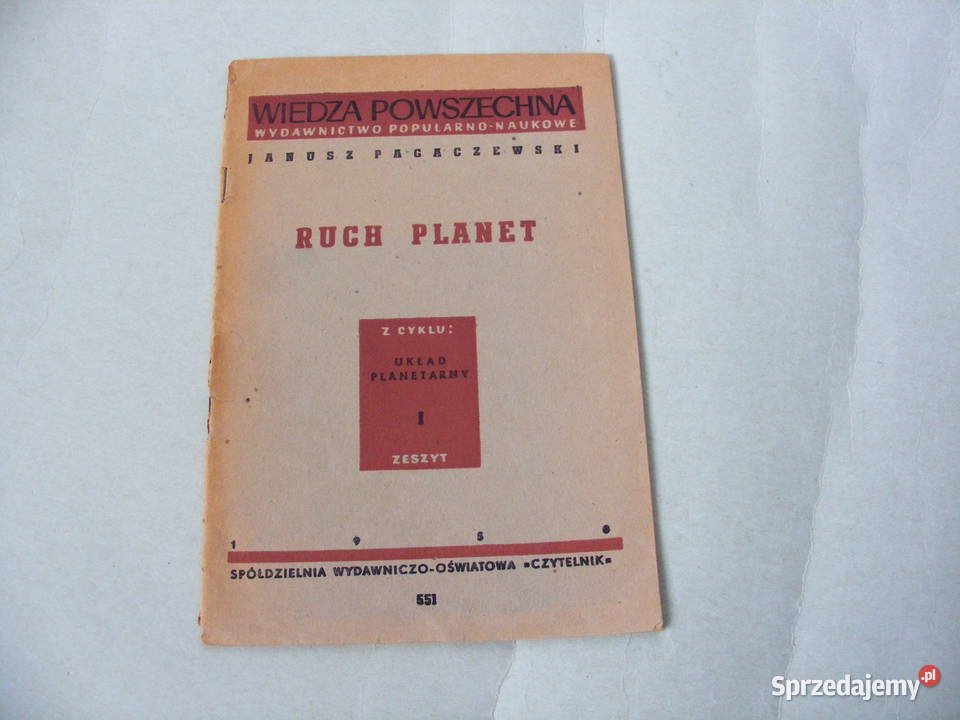 WIEDZA POWSZECHNA
WYDAWNICTWO POPULARNO-NAUKOWE
JANUSZ PAGACZEWSKI
RUCH PLANET
Z CYKLU:
UKŁAD
PLANETARNY
I
ZESZYT
1 9 5 6
SPÓŁDZIELNIA WYDAWNICZO-OŚWIATOWA »CZYTELNIK«
551
Sprzedajemy.pl